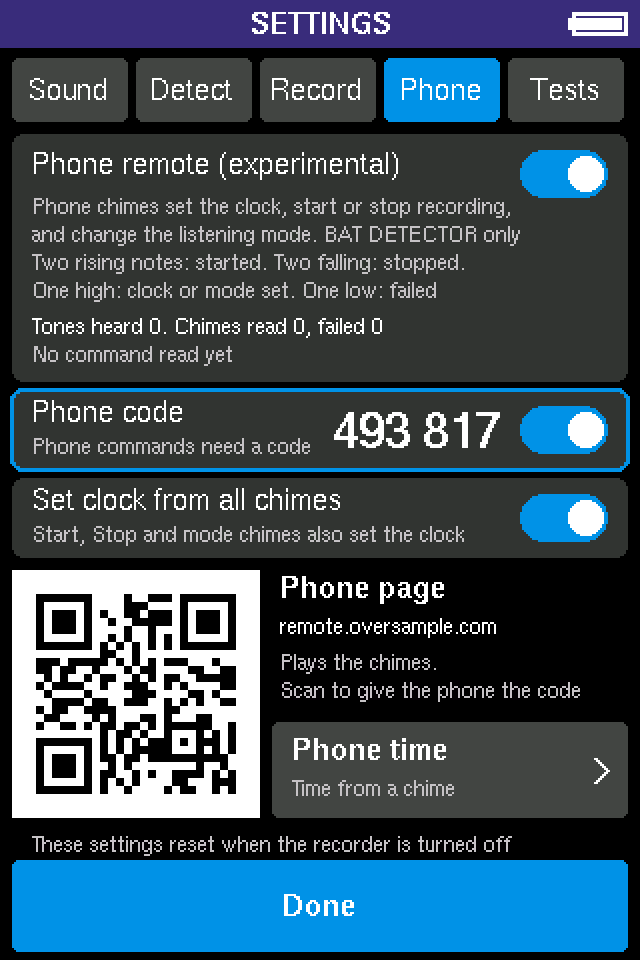 SETTINGS
Sound
Detect
Record
Phone
Tests
Phone remote (experimental)
Phone chimes set the clock, start or stop recording,
and change the listening mode. BAT DETECTOR only
Two rising notes: started. Two falling: stopped.
One high: clock or mode set. One low: failed
Tones heard 0. Chimes read 0, failed 0
No command read yet
Phone code
Phone commands need a code
493 817
Set clock from all chimes
Start, Stop and mode chimes also set the clock
Phone page
remote.oversample.com
Plays the chimes.
Scan to give the phone the code
Phone time
Time from a chime
These settings reset when the recorder is turned off
Done